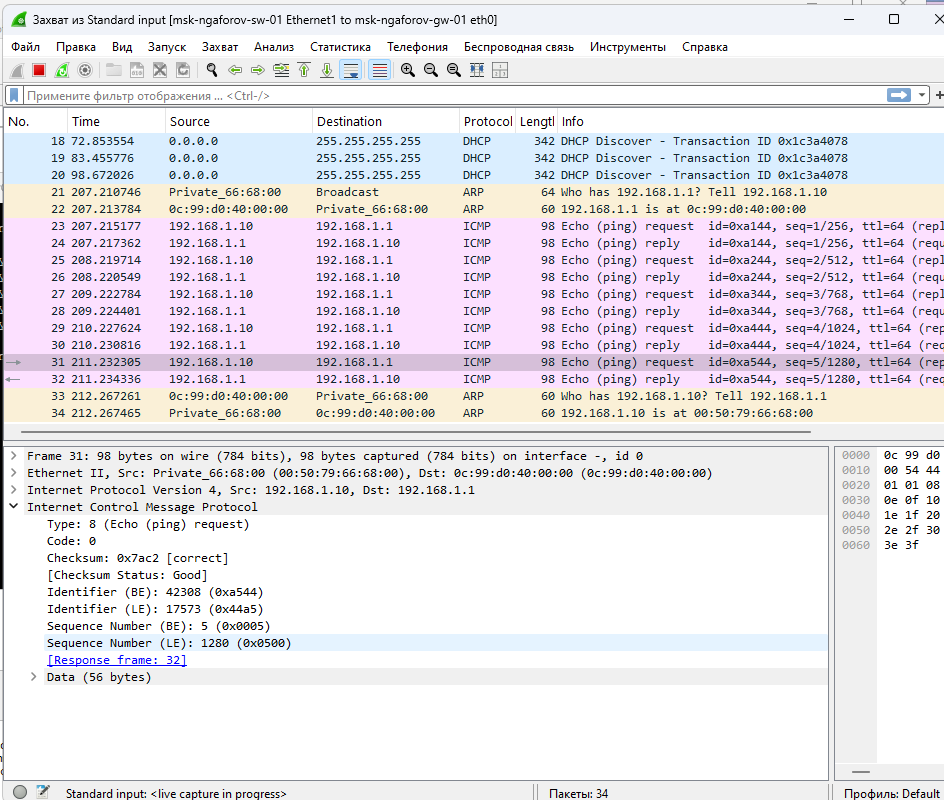 Захват из Standard input [msk-ngaforov-sw-01 Ethernet1 to msk-ngaforov-gw-01 eth0]
Файл Правка Вид Запуск Захват Анализ Статистика Телефония Беспроводная связь Инструменты Справка
Примените фильтр отображения … <Ctrl-/>
No. Time Source Destination Protocol Lengtl Info
18 72.853554 0.0.0.0 255.255.255.255 DHCP 342 DHCP Discover - Transaction ID 0x1c3a4078
19 83.455776 0.0.0.0 255.255.255.255 DHCP 342 DHCP Discover - Transaction ID 0x1c3a4078
20 98.672026 0.0.0.0 255.255.255.255 DHCP 342 DHCP Discover - Transaction ID 0x1c3a4078
21 207.210746 Private_66:68:00 Broadcast ARP 64 Who has 192.168.1.1? Tell 192.168.1.10
22 207.213784 0c:99:d0:40:00:00 Private_66:68:00 ARP 60 192.168.1.1 is at 0c:99:d0:40:00:00
23 207.215177 192.168.1.10 192.168.1.1 ICMP 98 Echo (ping) request id=0xa144, seq=1/256, ttl=64 (repl
24 207.217362 192.168.1.1 192.168.1.10 ICMP 98 Echo (ping) reply id=0xa144, seq=1/256, ttl=64 (requ
25 208.219714 192.168.1.10 192.168.1.1 ICMP 98 Echo (ping) request id=0xa244, seq=2/512, ttl=64 (repl
26 208.220549 192.168.1.1 192.168.1.10 ICMP 98 Echo (ping) reply id=0xa244, seq=2/512, ttl=64 (requ
27 209.222784 192.168.1.10 192.168.1.1 ICMP 98 Echo (ping) request id=0xa344, seq=3/768, ttl=64 (repl
28 209.224401 192.168.1.1 192.168.1.10 ICMP 98 Echo (ping) reply id=0xa344, seq=3/768, ttl=64 (requ
29 210.227624 192.168.1.10 192.168.1.1 ICMP 98 Echo (ping) request id=0xa444, seq=4/1024, ttl=64 (rep
30 210.230816 192.168.1.1 192.168.1.10 ICMP 98 Echo (ping) reply id=0xa444, seq=4/1024, ttl=64 (req
31 211.232305 192.168.1.10 192.168.1.1 ICMP 98 Echo (ping) request id=0xa544, seq=5/1280, ttl=64 (rep
32 211.234336 192.168.1.1 192.168.1.10 ICMP 98 Echo (ping) reply id=0xa544, seq=5/1280, ttl=64 (req
33 212.267261 0c:99:d0:40:00:00 Private_66:68:00 ARP 60 Who has 192.168.1.10? Tell 192.168.1.1
34 212.267465 Private_66:68:00 0c:99:d0:40:00:00 ARP 60 192.168.1.10 is at 00:50:79:66:68:00
Frame 31: 98 bytes on wire (784 bits), 98 bytes captured (784 bits) on interface -, id 0
Ethernet II, Src: Private_66:68:00 (00:50:79:66:68:00), Dst: 0c:99:d0:40:00:00 (0c:99:d0:40:00:00)
Internet Protocol Version 4, Src: 192.168.1.10, Dst: 192.168.1.1
Internet Control Message Protocol
Type: 8 (Echo (ping) request)
Code: 0
Checksum: 0x7ac2 [correct]
[Checksum Status: Good]
Identifier (BE): 42308 (0xa544)
Identifier (LE): 17573 (0x44a5)
Sequence Number (BE): 5 (0x0005)
Sequence Number (LE): 1280 (0x0500)
[Response frame: 32]
Data (56 bytes)
0000 0c 99 d0
0010 00 54 44
0020 01 01 08
0030 0e 0f 10
0040 1e 1f 20
0050 2e 2f 30
0060 3e 3f
Standard input: <live capture in progress> Пакеты: 34 Профиль: Default